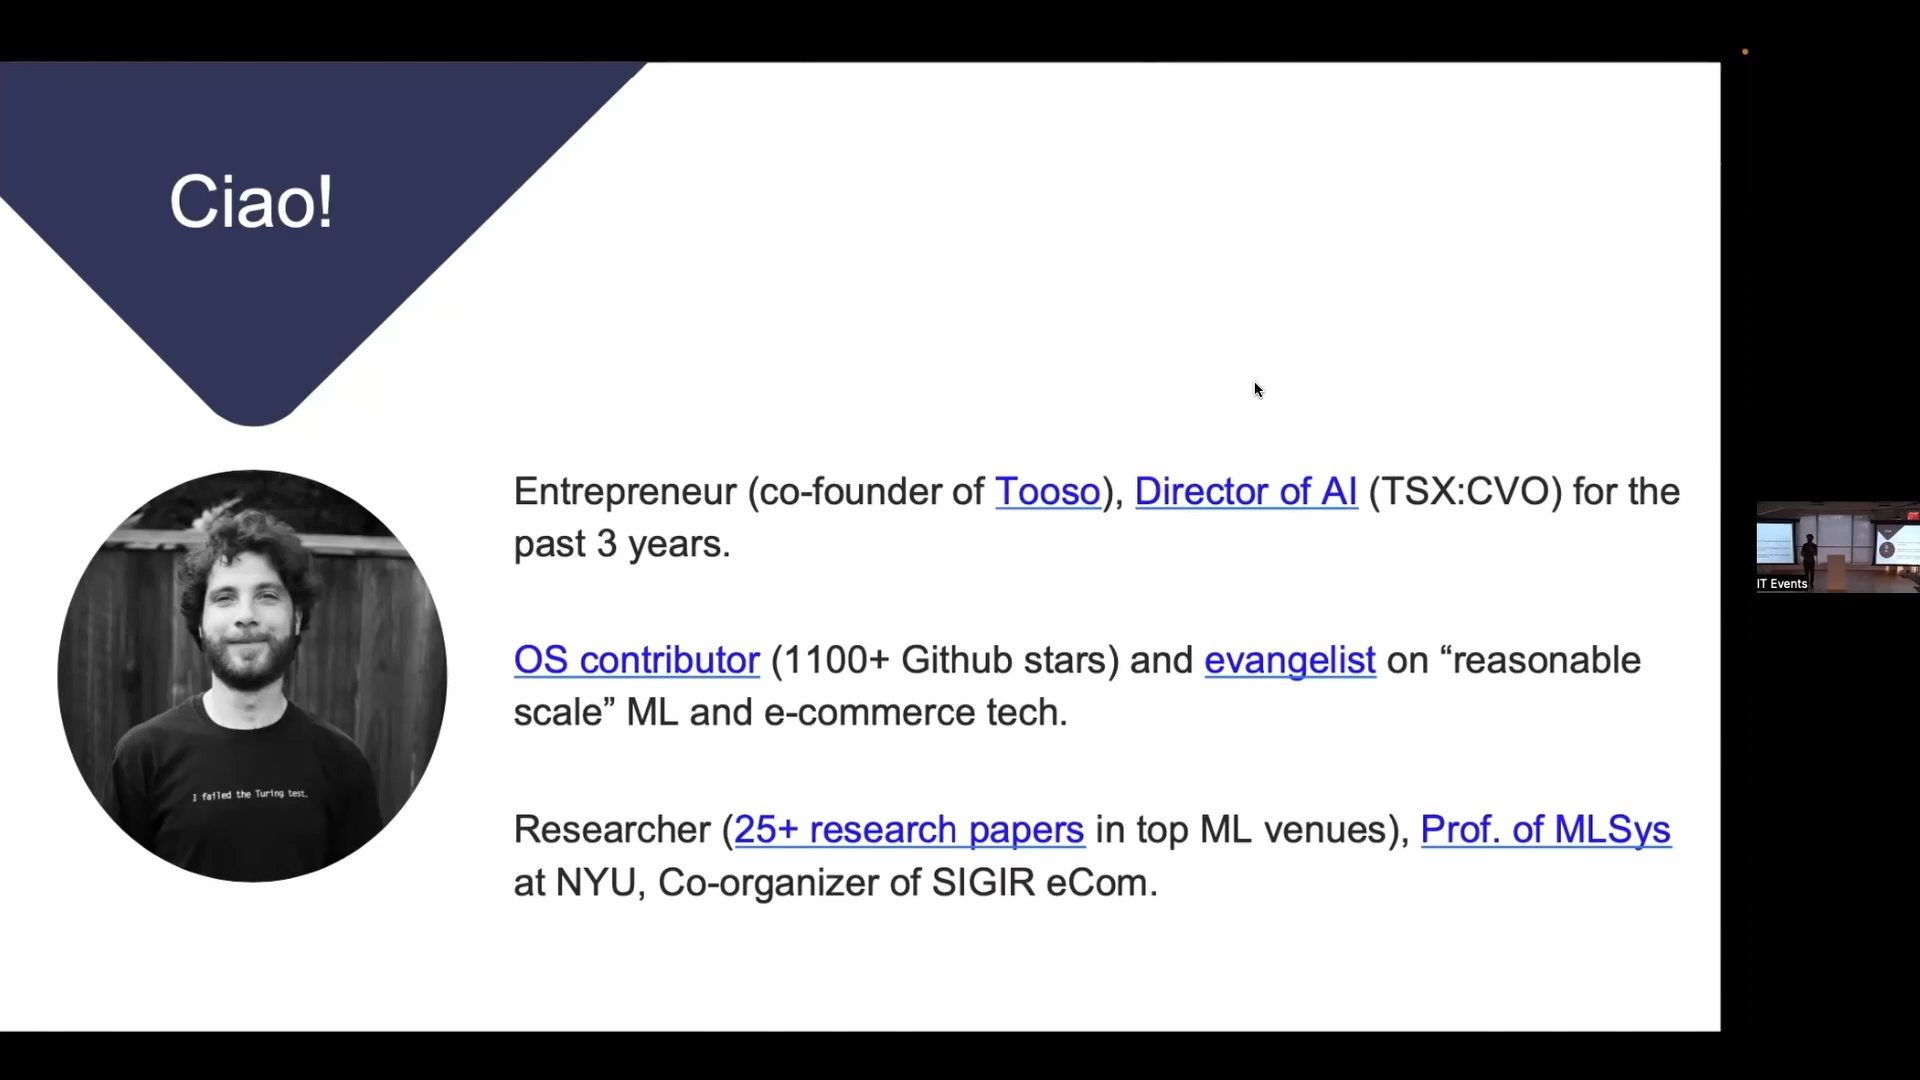 Ciao!
Entrepreneur (co-founder of Tooso), Director of AI (TSX:CVO) for the
past 3 years.
OS contributor (1100+ Github stars) and evangelist on “reasonable
scale” ML and e-commerce tech.
I failed the Turing test.
Researcher (25+ research papers in top ML venues), Prof. of MLSys
at NYU, Co-organizer of SIGIR eCom.
IT Events